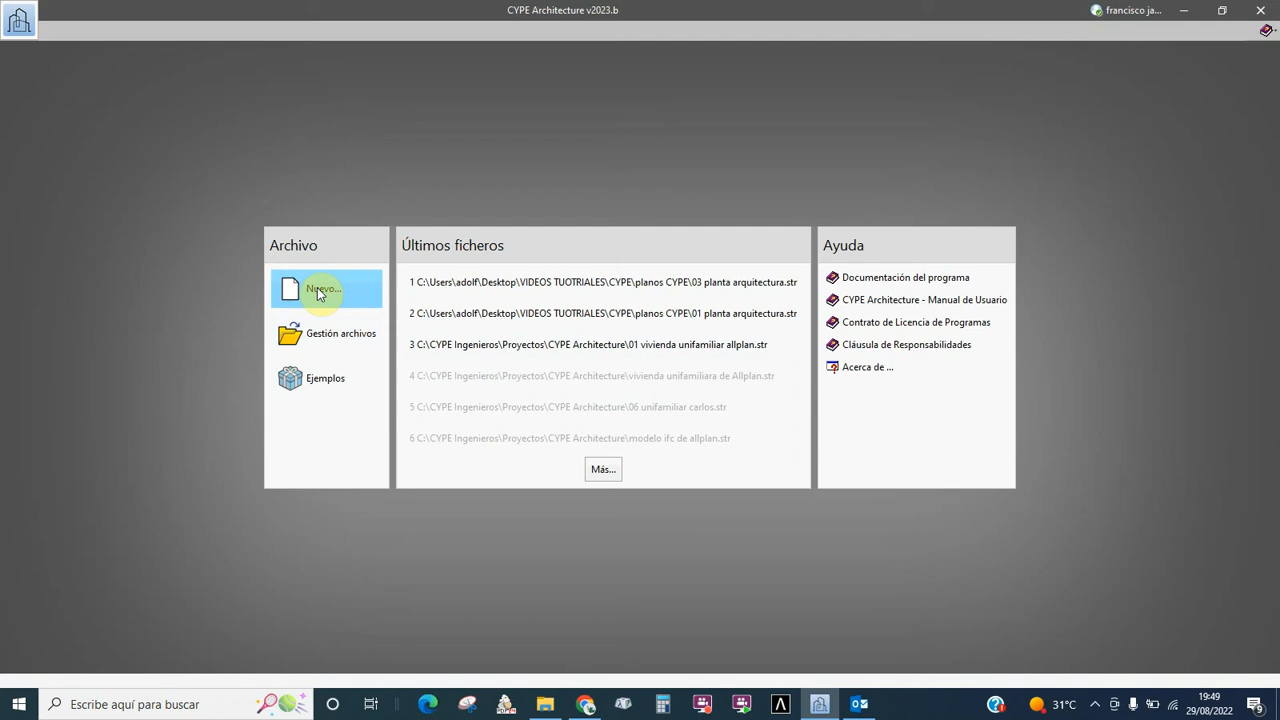 CYPE Architecture v2023.b
francisco ja...
Archivo
Nuevo...
Gestión archivos
Ejemplos
Últimos ficheros
1 C:\Users\adolf\Desktop\VIDEOS TUOTRIALES\CYPE\planos CYPE\03 planta arquitectura.str
2 C:\Users\adolf\Desktop\VIDEOS TUOTRIALES\CYPE\planos CYPE\01 planta arquitectura.str
3 C:\CYPE Ingenieros\Proyectos\CYPE Architecture\01 vivienda unifamiliar allplan.str
4 C:\CYPE Ingenieros\Proyectos\CYPE Architecture\vivienda unifamiliara de Allplan.str
5 C:\CYPE Ingenieros\Proyectos\CYPE Architecture\06 unifamiliar carlos.str
6 C:\CYPE Ingenieros\Proyectos\CYPE Architecture\modelo ifc de allplan.str
Más...
Ayuda
Documentación del programa
CYPE Architecture - Manual de Usuario
Contrato de Licencia de Programas
Cláusula de Responsabilidades
Acerca de ...
Escribe aquí para buscar
31°C
19:49
29/08/2022